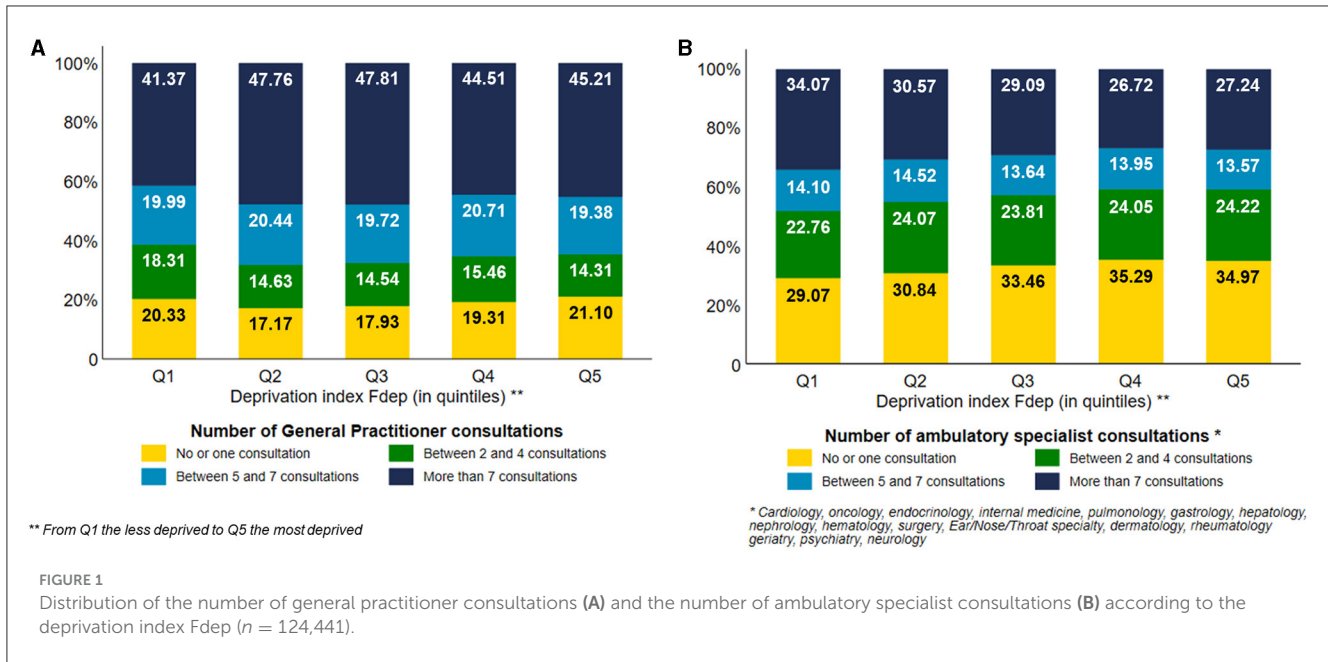 A
100%
80%
60%
40%
20%
0
41.37 47.76 47.81 44.51 45.21
19.99 20.44 19.72 20.71 19.38
18.31 14.63 14.54 15.46 14.31
20.33 17.17 17.93 19.31 21.10
Q1 Q2 Q3 Q4 Q5
Deprivation index Fdep (in quintiles) **
Number of General Practitioner consultations
No or one consultation Between 2 and 4 consultations
Between 5 and 7 consultations More than 7 consultations
** From Q1 the less deprived to Q5 the most deprived
B
100%
80%
60%
40%
20%
0
34.07 30.57 29.09 26.72 27.24
14.10 14.52 13.64 13.95 13.57
22.76 24.07 23.81 24.05 24.22
29.07 30.84 33.46 35.29 34.97
Q1 Q2 Q3 Q4 Q5
Deprivation index Fdep (in quintiles) **
Number of ambulatory specialist consultations *
No or one consultation Between 2 and 4 consultations
Between 5 and 7 consultations More than 7 consultations
* Cardiology, oncology, endocrinology, internal medicine, pulmonology, gastrology, hepatology,
nephrology, hematology, surgery, Ear/Nose/Throat specialty, dermatology, rheumatology
geriatry, psychiatry, neurology
FIGURE 1
Distribution of the number of general practitioner consultations (A) and the number of ambulatory specialist consultations (B) according to the
deprivation index Fdep (n = 124,441).